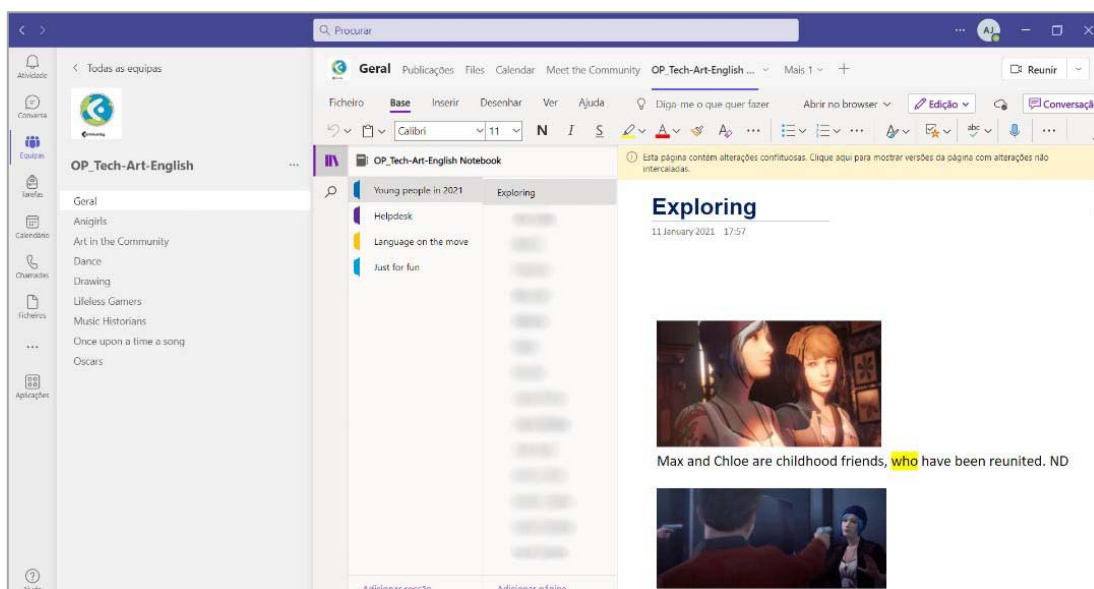 Procurar
AJ
Atividade
Conversa
Equipas
Tarefas
Calendário
Chamadas
Ficheiros
Aplicações
Todas as equipas
OP_Tech-Art-English
Geral
Anigirls
Art in the Community
Dance
Drawing
Lifeless Gamers
Music Historians
Once upon a time a song
Oscars
Geral Publicações Files Calendar Meet the Community OP_Tech-Art-English ... Mais 1
Reunir
Ficheiro Base Inserir Desenhar Ver Ajuda Diga-me o que quer fazer Abrir no browser Edição Conversaçã
Calibri 11 N I S A A abc
OP_Tech-Art-English Notebook
Young people in 2021
Helpdesk
Language on the move
Just for fun
Exploring
Adicionar secção Adicionar página
Esta página contém alterações conflituosas. Clique aqui para mostrar versões da página com alterações não
intercaladas.
Exploring
11 January 2021 17:57
Max and Chloe are childhood friends, who have been reunited. ND